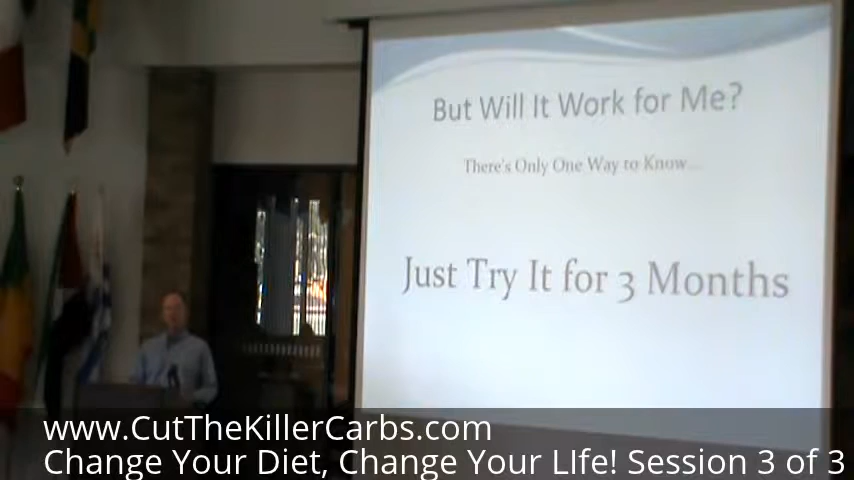 But Will It Work for Me?
There's Only One Way to Know...
Just Try It for 3 Months
www.CutTheKillerCarbs.com
Change Your Diet, Change Your LIfe! Session 3 of 3